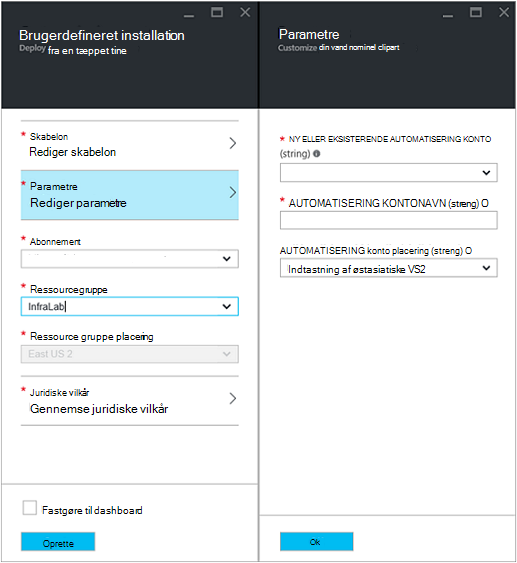 Brugerdefineret installation
Deploy fra en tæppet tine
* Skabelon
Rediger skabelon
* Parametre
Rediger parametre
* Abonnement
* Ressourcegruppe
InfraLab
* Ressource gruppe placering
East US 2
* Juridiske vilkår
Gennemse juridiske vilkår
Fastgøre til dashboard
Oprette
Parametre
Customize din vand nominel clipart
* NY ELLER EKSISTERENDE AUTOMATISERING KONTO
(string)
* AUTOMATISERING KONTONAVN (streng) O
AUTOMATISERING konto placering (streng) O
Indtastning af østasiatiske VS2
Ok